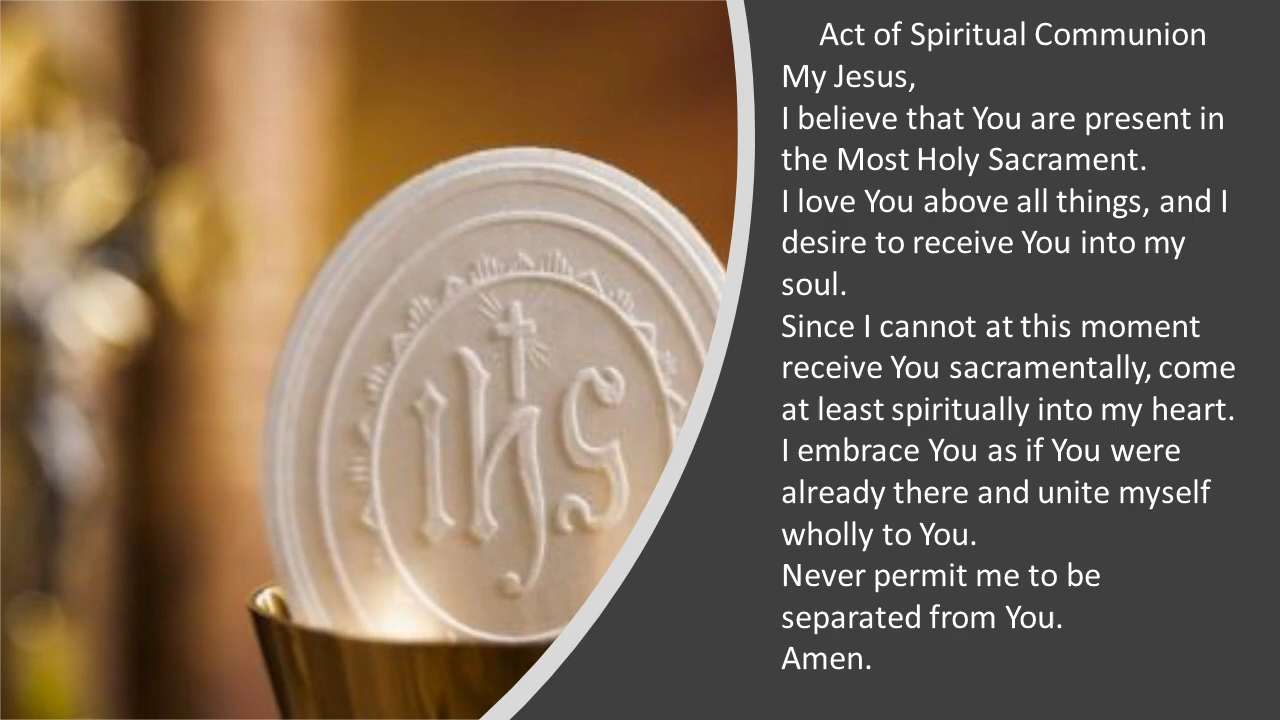 Act of Spiritual Communion
My Jesus,
I believe that You are present in
the Most Holy Sacrament.
I love You above all things, and I
desire to receive You into my
soul.
Since I cannot at this moment
receive You sacramentally, come
at least spiritually into my heart.
I embrace You as if You were
already there and unite myself
wholly to You.
Never permit me to be
separated from You.
Amen.
ihs